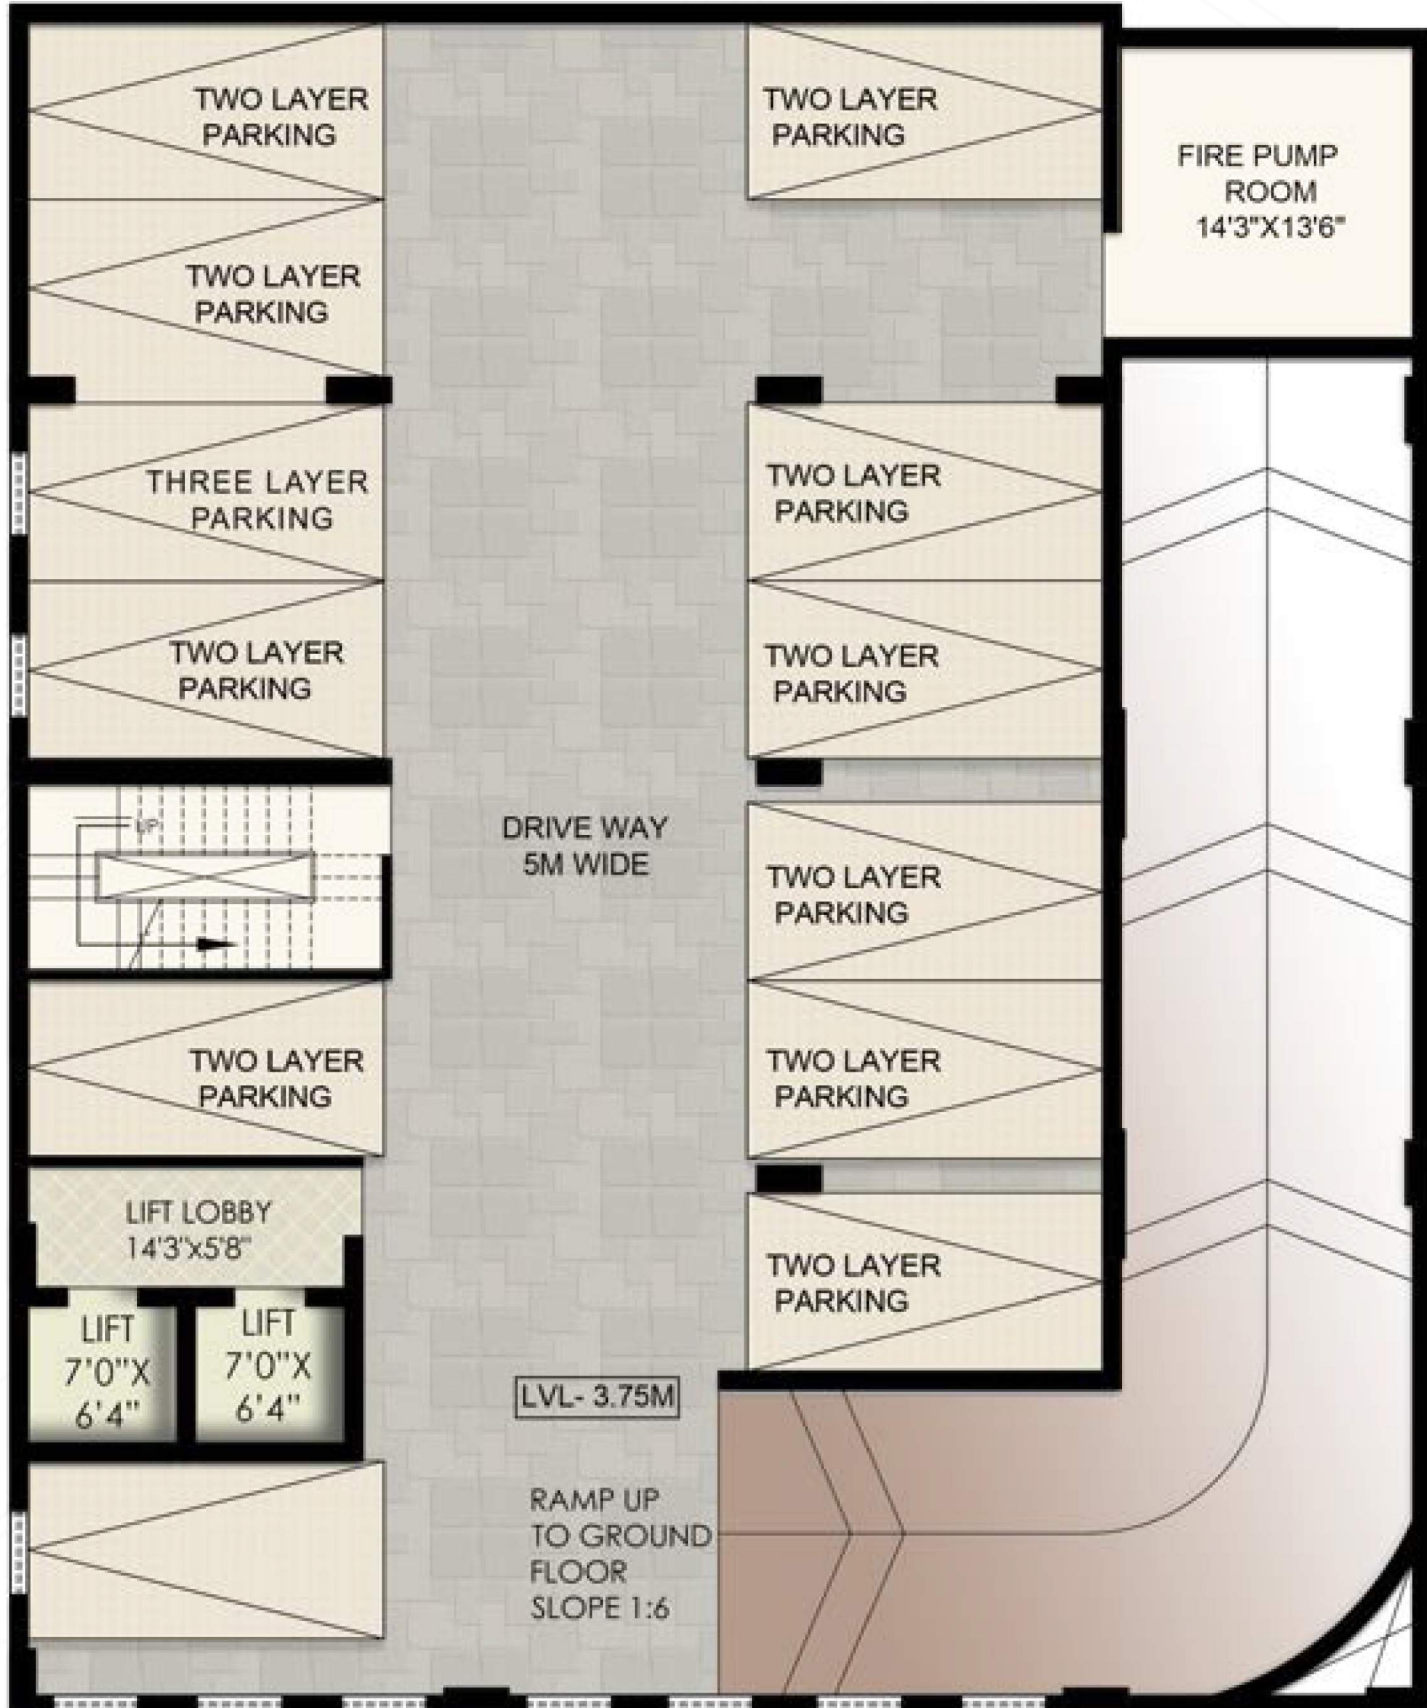 TWO LAYER
PARKING
TWO LAYER
PARKING
FIRE PUMP
ROOM
14'3"X13'6"
TWO LAYER
PARKING
THREE LAYER
PARKING
TWO LAYER
PARKING
TWO LAYER
PARKING
TWO LAYER
PARKING
UP
DRIVE WAY
5M WIDE
TWO LAYER
PARKING
TWO LAYER
PARKING
TWO LAYER
PARKING
LIFT LOBBY
14'3"x5'8"
TWO LAYER
PARKING
LIFT
7'0"X
6'4"
LIFT
7'0"X
6'4"
LVL- 3.75M
RAMP UP
TO GROUND
FLOOR
SLOPE 1:6